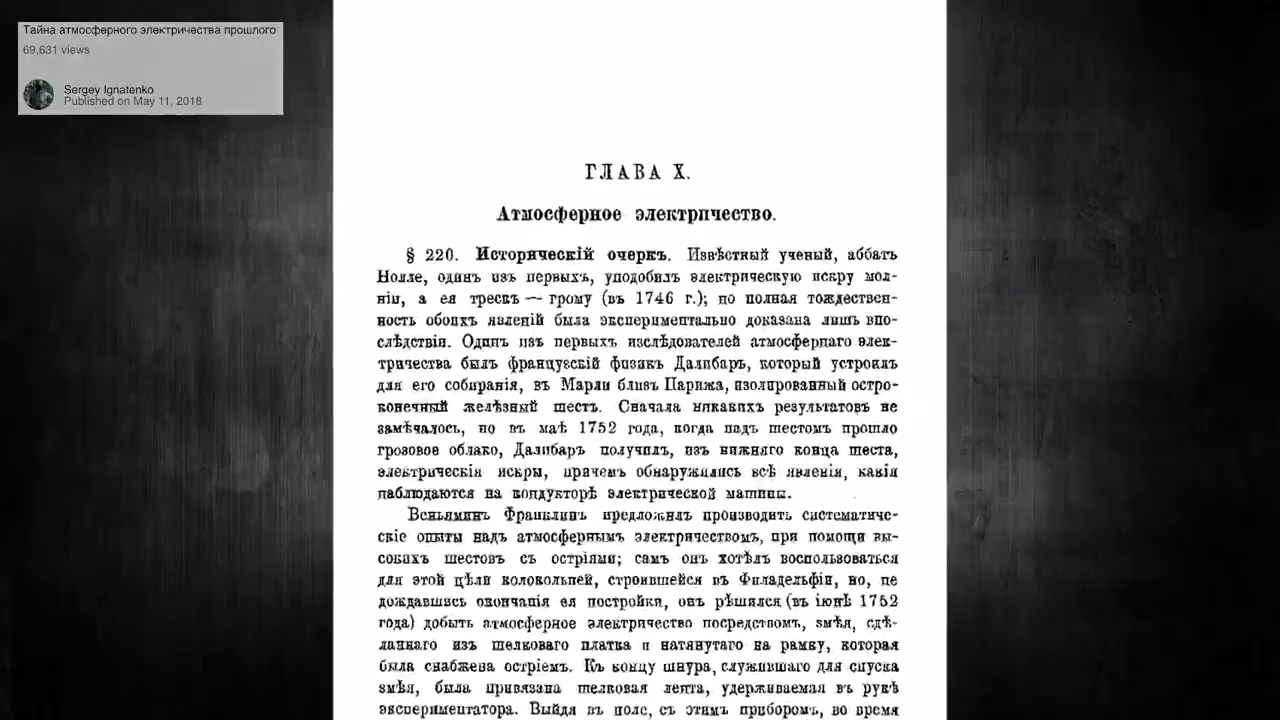 Тайна атмосферного электричества прошлого
69,631 views
Sergey Ignatenko
Published on May 11, 2018
ГЛАВА X.
Атмосферное электричество.
§ 220. Историческій очеркъ. Извѣстный ученый, аббатъ
Нолле, одинъ изъ первыхъ, уподобилъ электрическую искру мол-
ніи, а ея трескъ — грому (въ 1746 г.); но полная тождествен-
ность обоихъ явленій была экспериментально доказана лишь впо-
слѣдствіи. Одинъ изъ первыхъ изслѣдователей атмосфернаго элек-
тричества былъ французскій физикъ Далибаръ, который устроилъ
для его собиранія, въ Марли близъ Парижа, изолированный остро-
конечный желѣзный шестъ. Сначала никакихъ результатовъ не
замѣчалось, но въ маѣ 1752 года, когда надъ шестомъ прошло
грозовое облако, Далибаръ получилъ, изъ нижняго конца шеста,
электрическія искры, причемъ обнаружились всѣ явленія, какія
наблюдаются на кондукторѣ электрической машины.
Веньяминъ Франклинъ предложилъ производить систематиче-
скіе опыты надъ атмосфернымъ электричествомъ, при помощи вы-
сокихъ шестовъ съ остріями; самъ онъ хотѣлъ воспользоваться
для этой цѣли колокольней, строившейся въ Филадельфіи, но, не
дождавшись окончанія ея постройки, онъ рѣшился (въ іюнѣ 1752
года) добыть атмосферное электричество посредствомъ, змѣя, сдѣ-
ланнаго изъ шелковаго платка и натянутаго на рамку, которая
была снабжена остріемъ. Къ концу шнура, служившаго для спуска
змѣя, была привязана шелковая лента, удерживаемая въ рукѣ
экспериментатора. Выйдя въ поле, съ этимъ приборомъ, во время